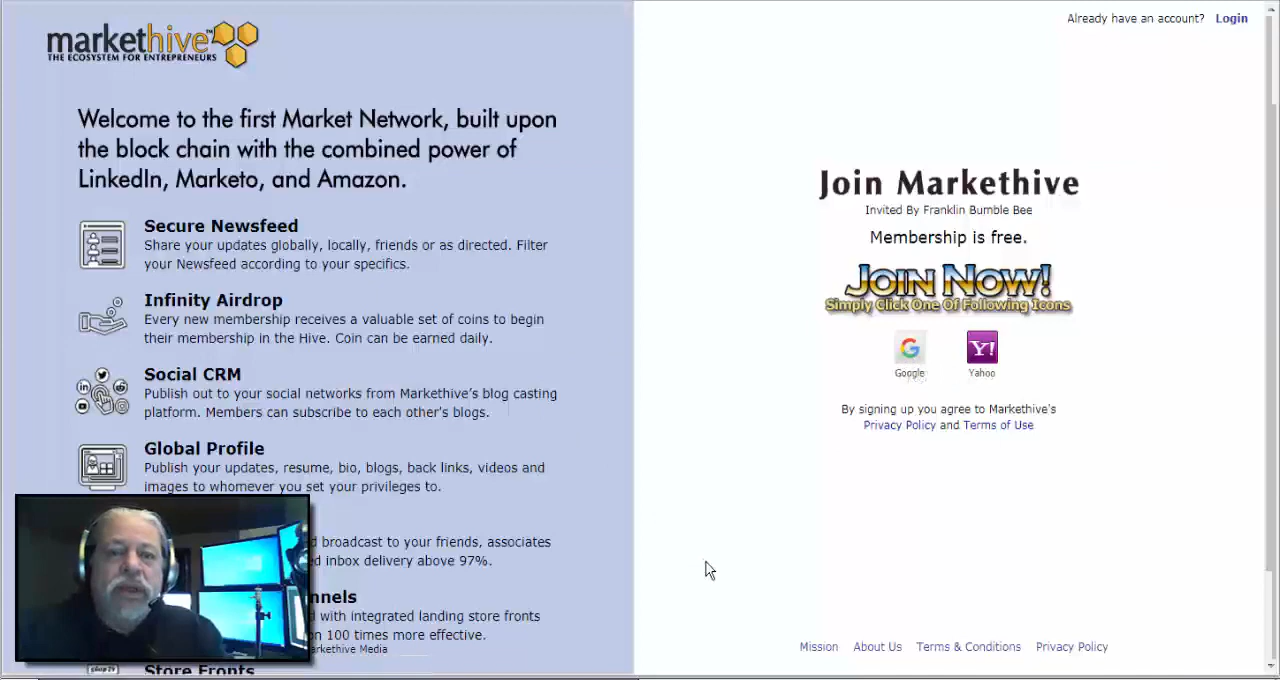 Already have an account? Login
markethive™
THE ECOSYSTEM FOR ENTREPRENEURS
Welcome to the first Market Network, built upon
the block chain with the combined power of
LinkedIn, Marketo, and Amazon.
Secure Newsfeed
Share your updates globally, locally, friends or as directed. Filter
your Newsfeed according to your specifics.
Infinity Airdrop
Every new membership receives a valuable set of coins to begin
their membership in the Hive. Coin can be earned daily.
Social CRM
Publish out to your social networks from Markethive's blog casting
platform. Members can subscribe to each other's blogs.
Global Profile
Publish your updates, resume, bio, blogs, back links, videos and
images to whomever you set your privileges to.
broadcast to your friends, associates
inbox delivery above 97%.
nnels
with integrated landing store fronts
100 times more effective.
arkethive Media
Store Fronts
Join Markethive
Invited By Franklin Bumble Bee
Membership is free.
JOIN NOW!
Simply Click One Of Following Icons
G
Y!
Google
Yahoo
By signing up you agree to Markethive's
Privacy Policy and Terms of Use
Mission About Us Terms & Conditions Privacy Policy